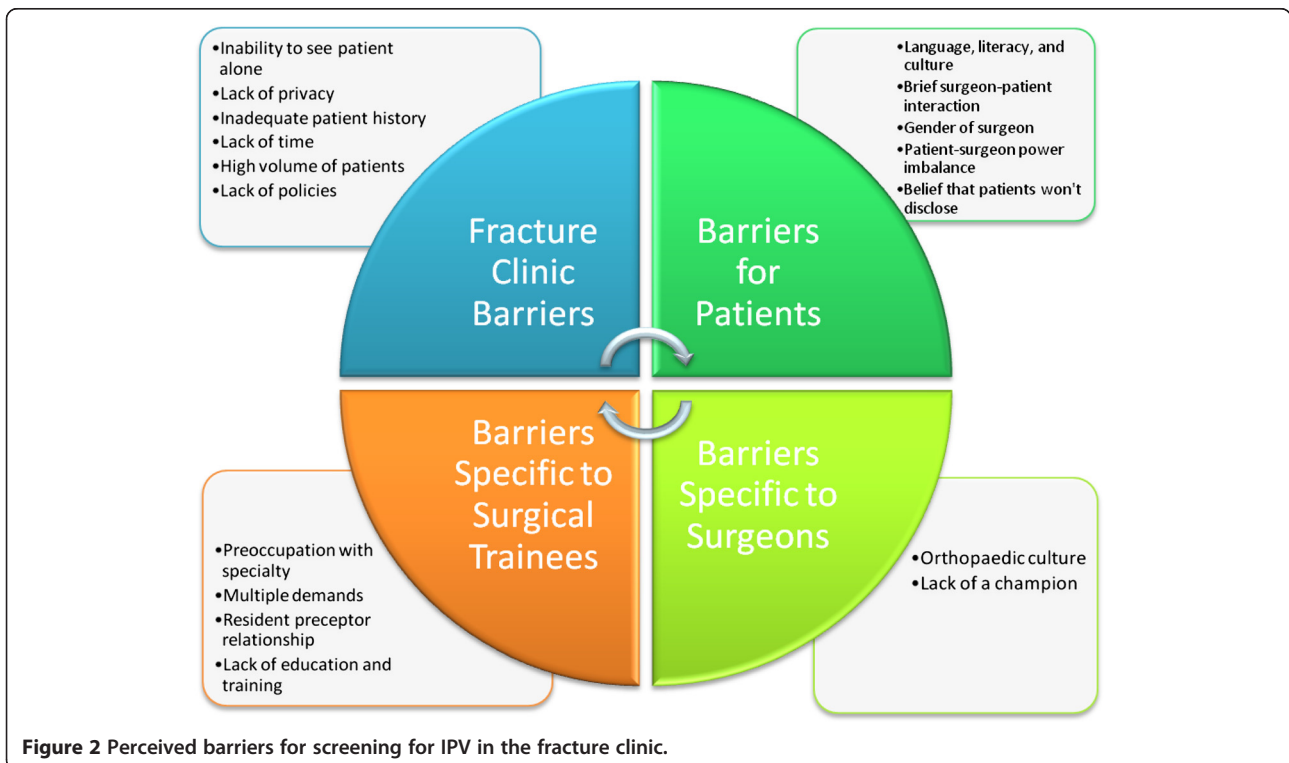 •Inability to see patient
alone
•Lack of privacy
•Inadequate patient history
•Lack of time
•High volume of patients
•Lack of policies
•Language, literacy, and
culture
•Brief surgeon-patient
interaction
•Gender of surgeon
•Patient-surgeon power
imbalance
•Belief that patients won't
disclose
Fracture
Clinic
Barriers
Barriers
for
Patients
Barriers
Specific to
Surgical
Trainees
Barriers
Specific to
Surgeons
•Preoccupation with
specialty
•Multiple demands
•Resident preceptor
relationship
•Lack of education and
training
•Orthopaedic culture
•Lack of a champion
Figure 2 Perceived barriers for screening for IPV in the fracture clinic.